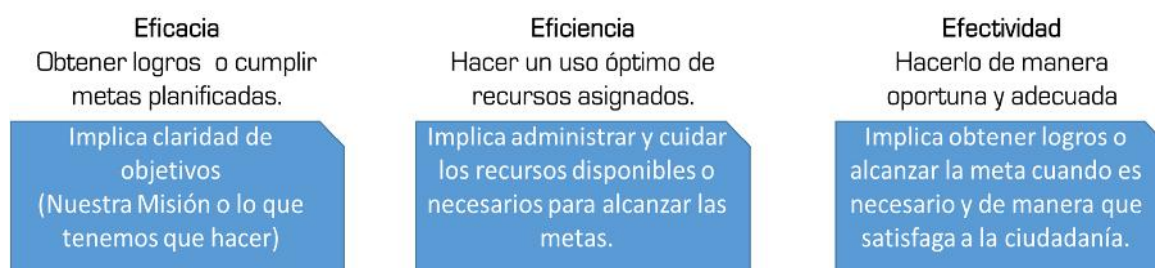 Eficacia
Obtener logros o cumplir
metas planificadas.
Implica claridad de
objetivos
(Nuestra Misión o lo que
tenemos que hacer)
Eficiencia
Hacer un uso óptimo de
recursos asignados.
Implica administrar y cuidar
los recursos disponibles o
necesarios para alcanzar las
metas.
Efectividad
Hacerlo de manera
oportuna y adecuada
Implica obtener logros o
alcanzar la meta cuando es
necesario y de manera que
satisfaga a la ciudadanía.